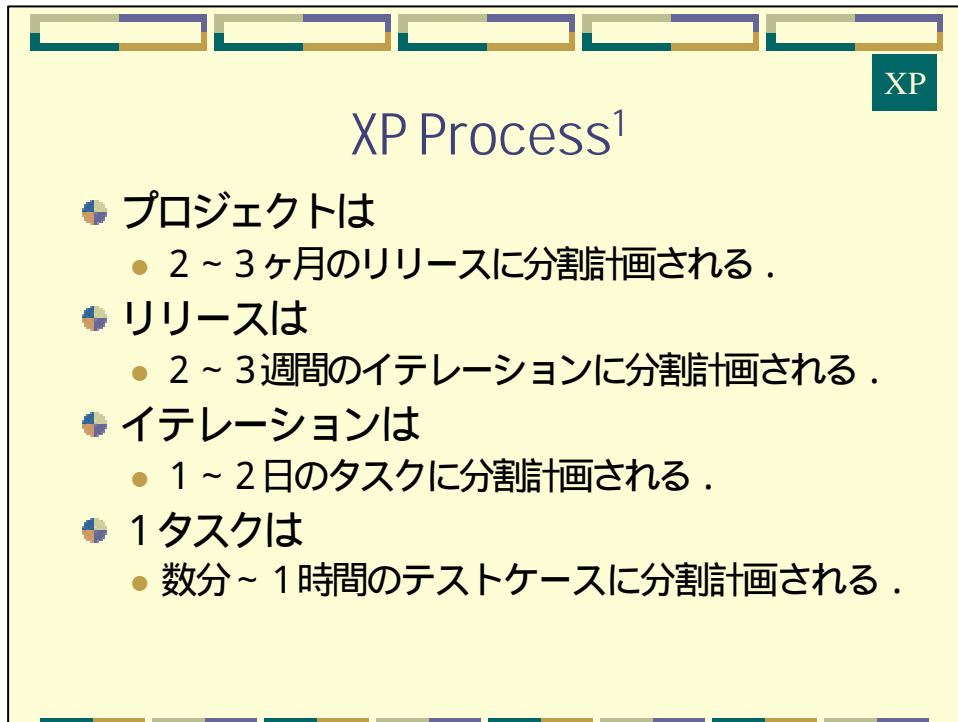 XP
XP Process¹
プロジェクトは
2 ~ 3ヶ月のリリースに分割計画される．
リリースは
2 ~ 3週間のイテレーションに分割計画される．
イテレーションは
1 ~ 2日のタスクに分割計画される．
1タスクは
数分~ 1時間のテストケースに分割計画される．